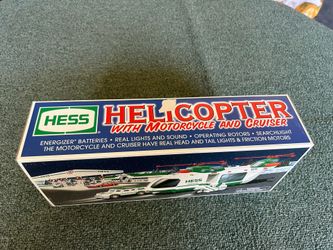 HESS
HELICOPTER
WITH MOTORCYCLE AND CRUISER
ENERGIZER® BATTERIES • REAL LIGHTS AND SOUND • OPERATING ROTORS • SEARCHLIGHT
THE MOTORCYCLE AND CRUISER HAVE REAL HEAD AND TAIL LIGHTS & FRICTION MOTORS
HESS